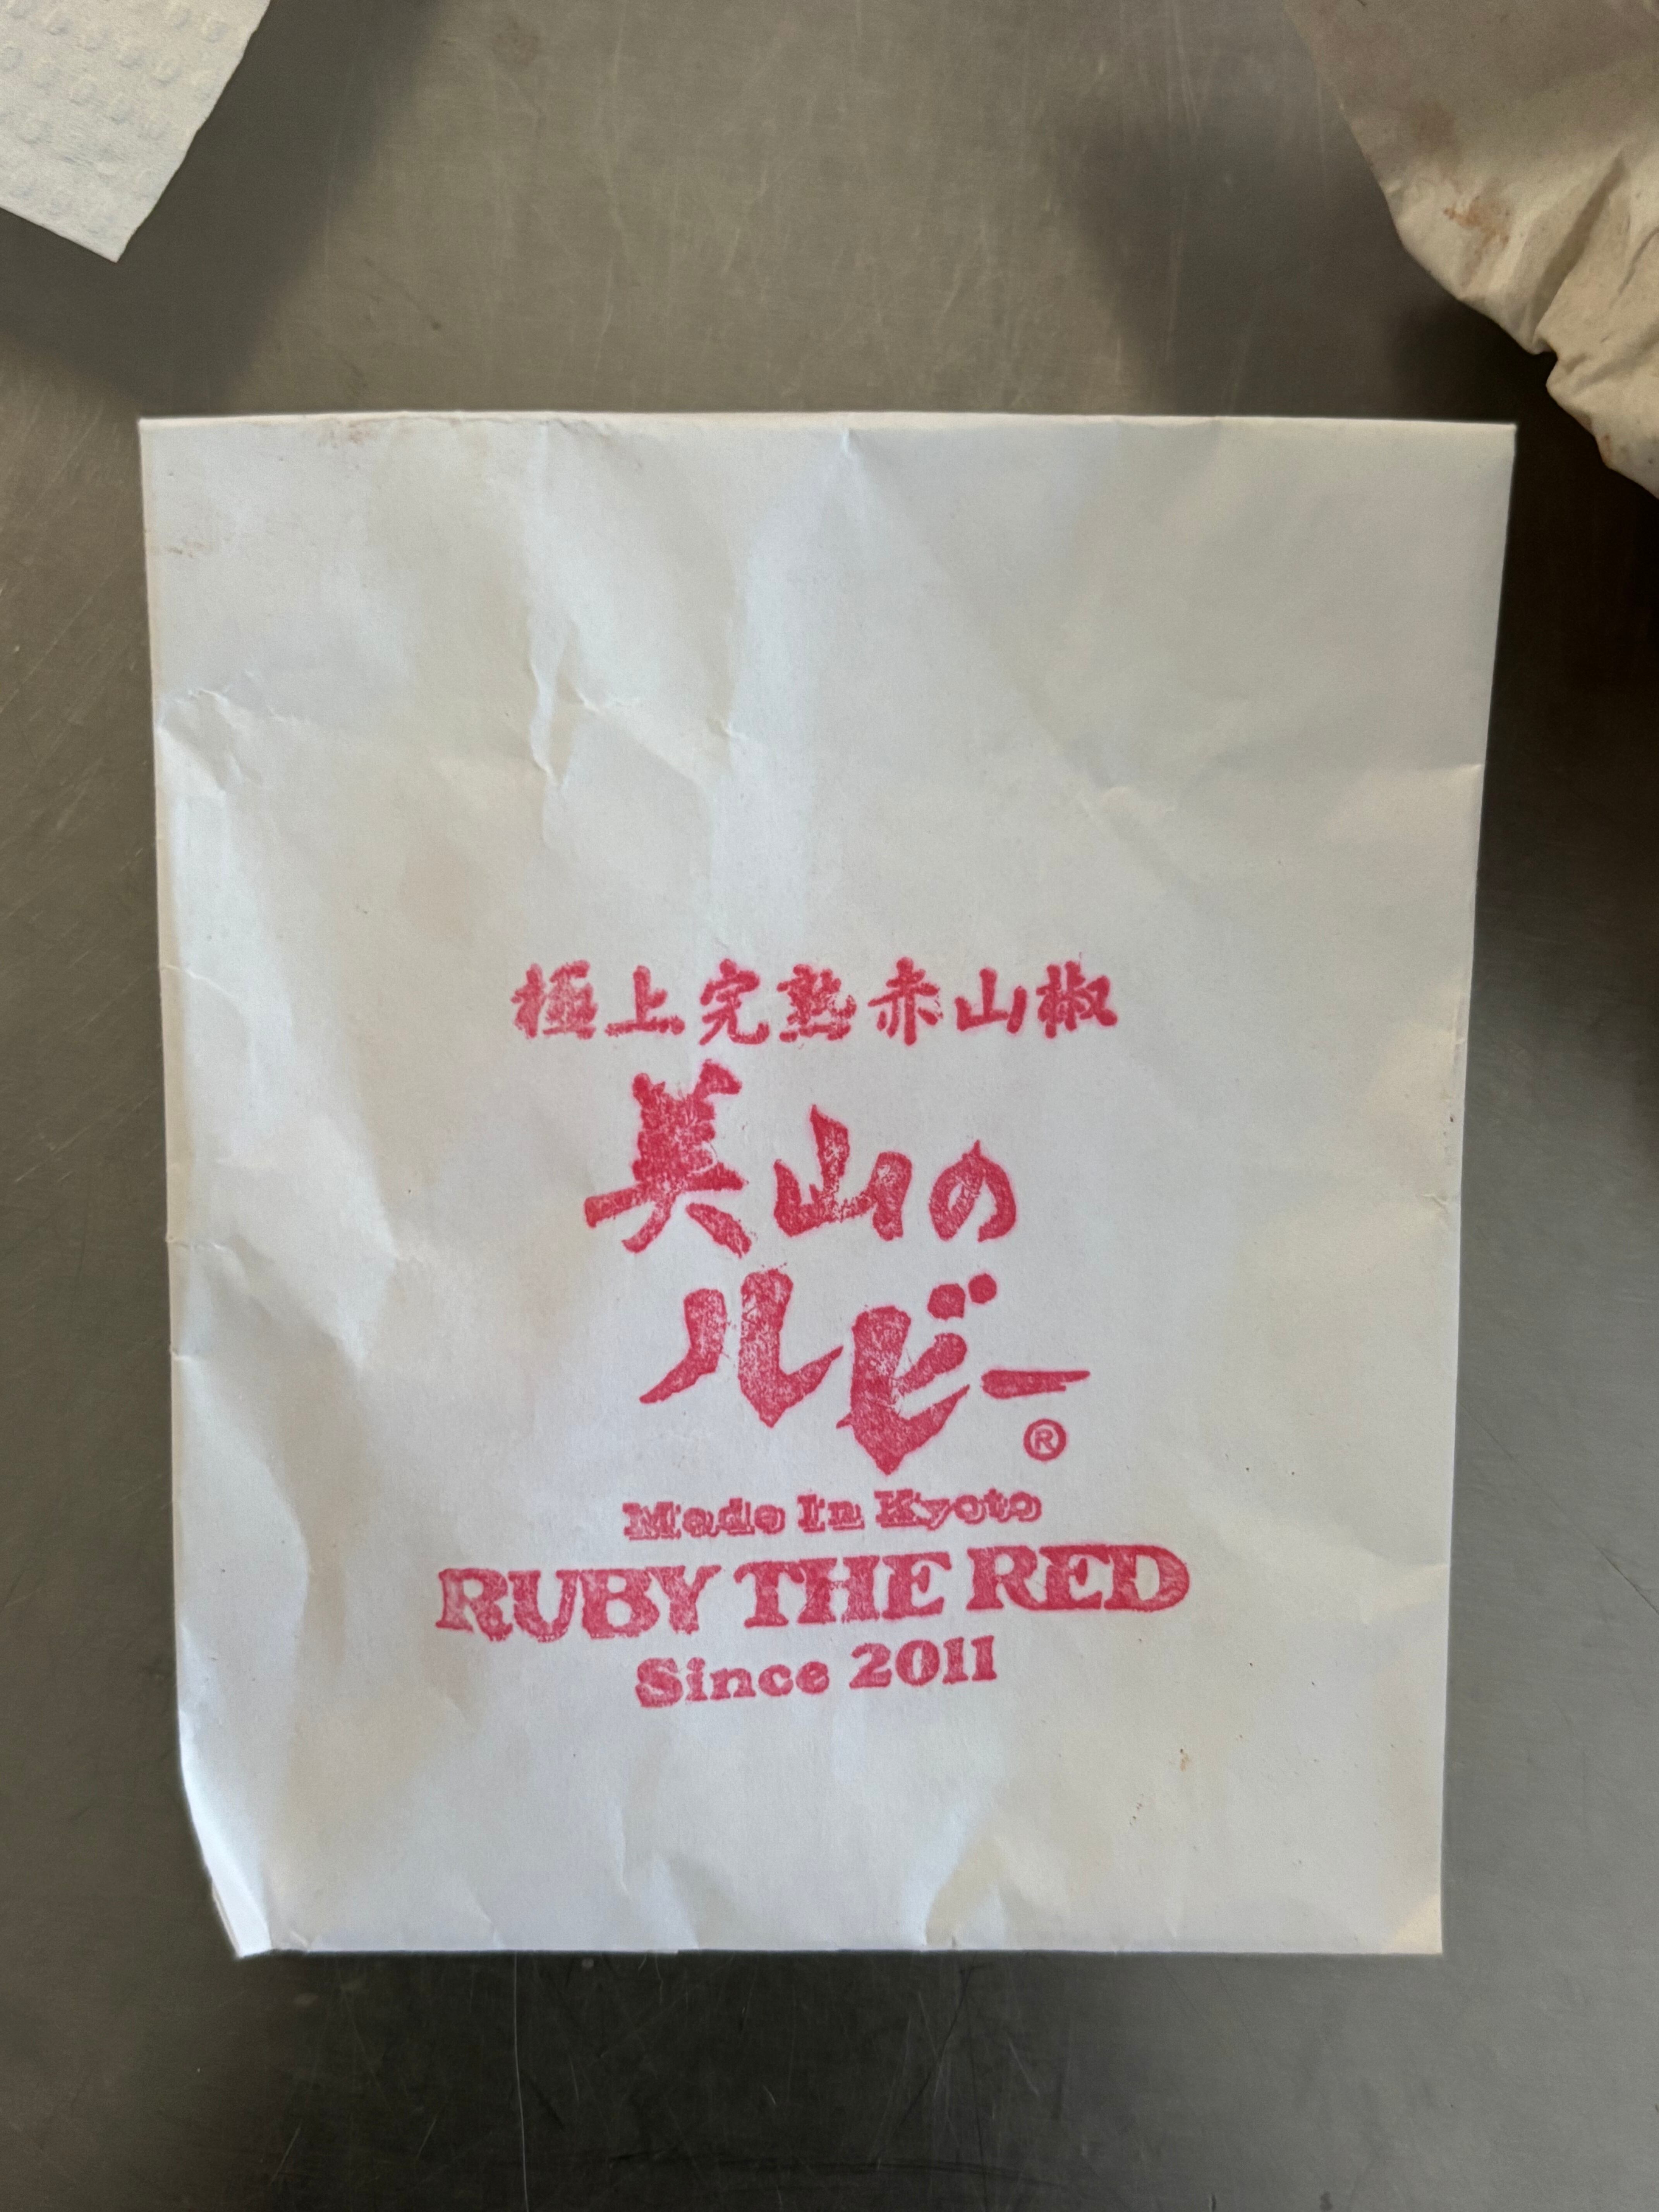 極上完熟赤山椒
美山の
ルビー
®
Made In Kyoto
RUBY THE RED
Since 2011